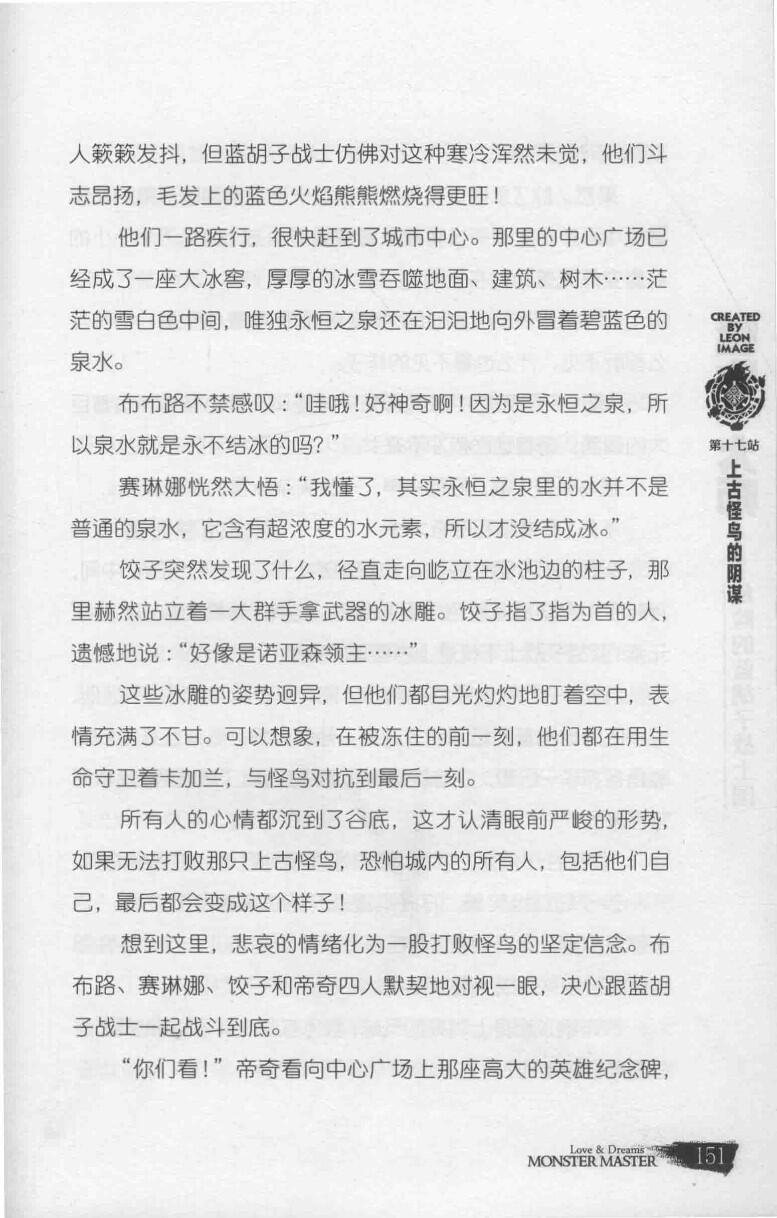 人簌簌发抖，但蓝胡子战士仿佛对这种寒冷浑然未觉，他们斗
志昂扬，毛发上的蓝色火焰熊熊燃烧得更旺！
他们一路疾行，很快赶到了城市中心。那里的中心广场已
经成了一座大冰窖，厚厚的冰雪吞噬地面、建筑、树木……茫
茫的雪白色中间，唯独永恒之泉还在汩汩地向外冒着碧蓝色的
泉水。
布布路不禁感叹：“哇哦！好神奇啊！因为是永恒之泉，所
以泉水就是永不结冰的吗？”
赛琳娜恍然大悟：“我懂了，其实永恒之泉里的水并不是
普通的泉水，它含有超浓度的水元素，所以才没结成冰。”
饺子突然发现了什么，径直走向屹立在水池边的柱子，那
里赫然站立着一大群手拿武器的冰雕。饺子指了指为首的人，
遗憾地说：“好像是诺亚森领主……”
这些冰雕的姿势迥异，但他们都目光灼灼地盯着空中，表
情充满了不甘。可以想象，在被冻住的前一刻，他们都在用生
命守卫着卡加兰，与怪鸟对抗到最后一刻。
所有人的心情都沉到了谷底，这才认清眼前严峻的形势，
如果无法打败那只上古怪鸟，恐怕城内的所有人，包括他们自
己，最后都会变成这个样子！
想到这里，悲哀的情绪化为一股打败怪鸟的坚定信念。布
布路、赛琳娜、饺子和帝奇四人默契地对视一眼，决心跟蓝胡
子战士一起战斗到底。
“你们看！”帝奇看向中心广场上那座高大的英雄纪念碑，
CREATED
BY
LEON
IMAGE
第十七站
上古怪鸟的阴谋
Love & Dreams
MONSTER MASTER
151